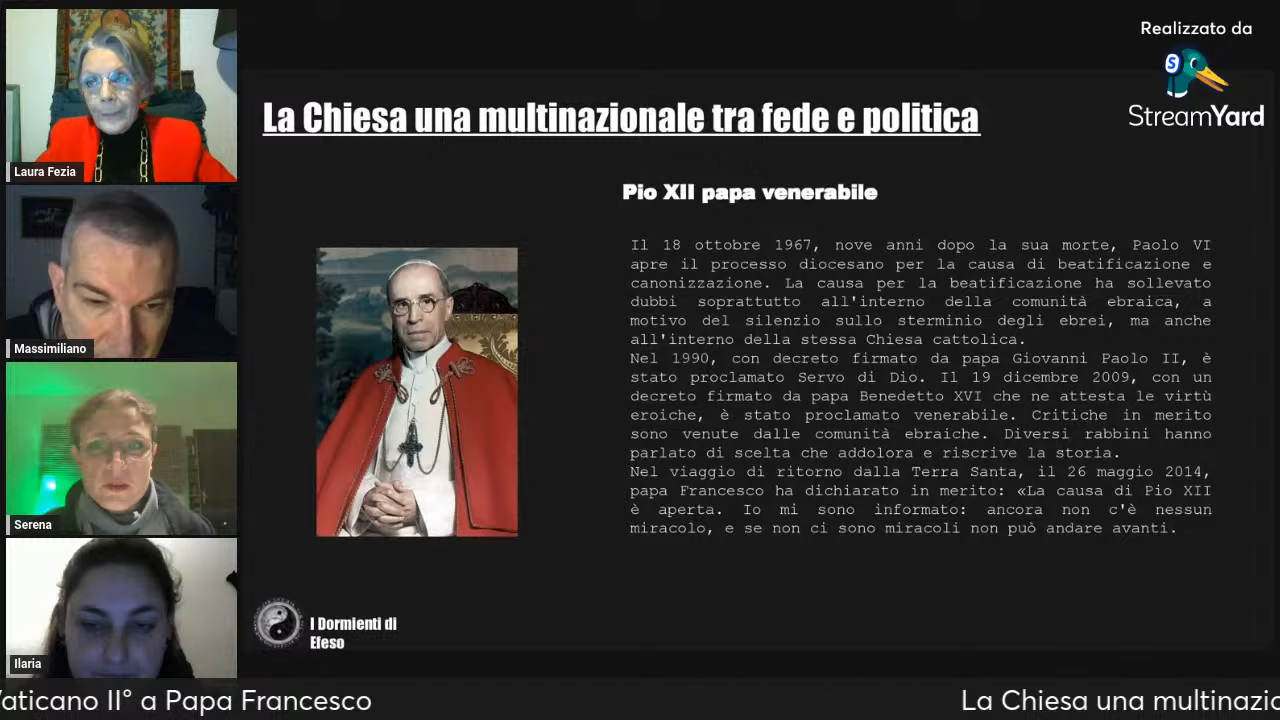 Realizzato da
StreamYard
La Chiesa una multinazionale tra fede e politica
Pio XII papa venerabile
Il 18 ottobre 1967, nove anni dopo la sua morte, Paolo VI
apre il processo diocesano per la causa di beatificazione e
canonizzazione. La causa per la beatificazione ha sollevato
dubbi soprattutto all'interno della comunità ebraica, a
motivo del silenzio sullo sterminio degli ebrei, ma anche
all'interno della stessa Chiesa cattolica.
Nel 1990, con decreto firmato da papa Giovanni Paolo II, è
stato proclamato Servo di Dio. Il 19 dicembre 2009, con un
decreto firmato da papa Benedetto XVI che ne attesta le virtù
eroiche, è stato proclamato venerabile. Critiche in merito
sono venute dalle comunità ebraiche. Diversi rabbini hanno
parlato di scelta che addolora e riscrive la storia.
Nel viaggio di ritorno dalla Terra Santa, il 26 maggio 2014,
papa Francesco ha dichiarato in merito: «La causa di Pio XII
è aperta. Io mi sono informato: ancora non c'è nessun
miracolo, e se non ci sono miracoli non può andare avanti.
Laura Fezia
Massimiliano
Serena
Ilaria
I Dormienti di
Efeso
Vaticano II° a Papa Francesco
La Chiesa una multinazio